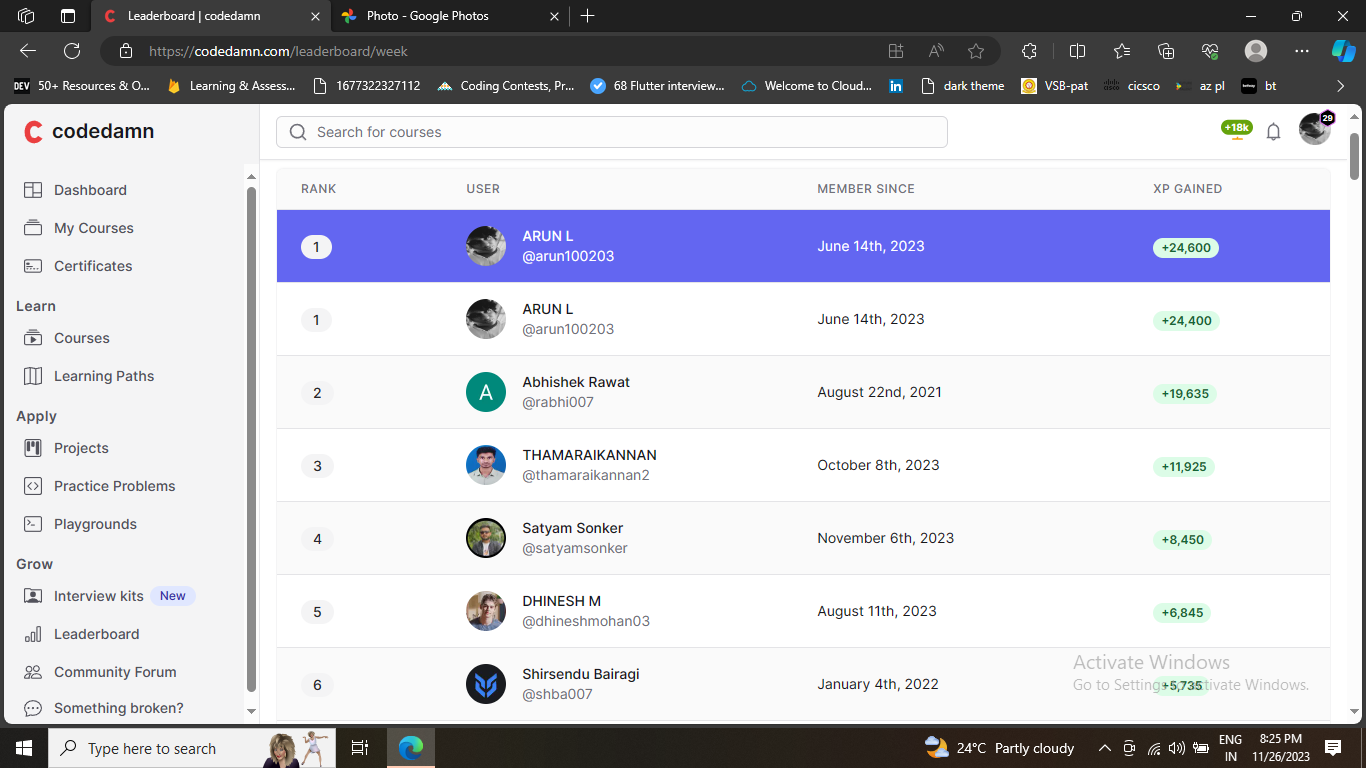 Leaderboard | codedamn
Photo - Google Photos
https://codedamn.com/leaderboard/week
DEV 50+ Resources & O...
Learning & Assess...
1677322327112
Coding Contests, Pr...
68 Flutter interview...
Welcome to Cloud...
in
dark theme
VSB-pat
cicsco
az pl
bt
codedamn
Search for courses
+18k
29
Dashboard
My Courses
Certificates
Learn
Courses
Learning Paths
Apply
Projects
Practice Problems
Playgrounds
Grow
Interview kits New
Leaderboard
Community Forum
Something broken?
RANK USER MEMBER SINCE XP GAINED
1 ARUN L June 14th, 2023 +24,600
@arun100203
1 ARUN L June 14th, 2023 +24,400
@arun100203
2 A Abhishek Rawat August 22nd, 2021 +19,635
@rabhi007
3 THAMARAIKANNAN October 8th, 2023 +11,925
@thamaraikannan2
4 Satyam Sonker November 6th, 2023 +8,450
@satyamsonker
5 DHINESH M August 11th, 2023 +6,845
@dhineshmohan03
6 Shirsendu Bairagi January 4th, 2022 +5,735
@shba007
Activate Windows
Go to Settings to activate Windows.
Type here to search
24°C Partly cloudy
ENG
IN
8:25 PM
11/26/2023